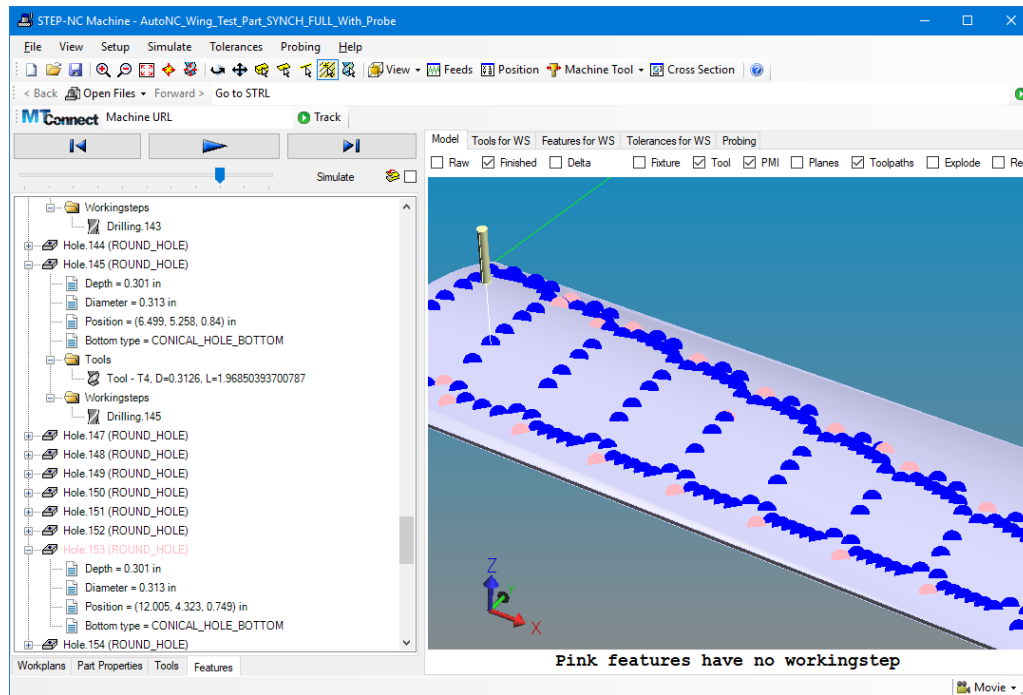 STEP-NC Machine - AutoNC_Wing_Test_Part_SYNCH_FULL_With_Probe
File View Setup Simulate Tolerances Probing Help
View Feeds Position Machine Tool Cross Section
< Back Open Files Forward > Go to STRL
MTConnect Machine URL Track
Simulate
Model Tools for WS Features for WS Tolerances for WS Probing
Raw Finished Delta Fixture Tool PMI Planes Toolpaths Explode Re
Workingsteps
Drilling.143
Hole.144 (ROUND_HOLE)
Hole.145 (ROUND_HOLE)
Depth = 0.301 in
Diameter = 0.313 in
Position = (6.499, 5.258, 0.84) in
Bottom type = CONICAL_HOLE_BOTTOM
Tools
Tool - T4, D=0.3126, L=1.96850393700787
Workingsteps
Drilling.145
Hole.147 (ROUND_HOLE)
Hole.148 (ROUND_HOLE)
Hole.149 (ROUND_HOLE)
Hole.150 (ROUND_HOLE)
Hole.151 (ROUND_HOLE)
Hole.152 (ROUND_HOLE)
Hole.153 (ROUND_HOLE)
Depth = 0.301 in
Diameter = 0.313 in
Position = (12.005, 4.323, 0.749) in
Bottom type = CONICAL_HOLE_BOTTOM
Hole.154 (ROUND_HOLE)
Z
Y
X
Workplans Part Properties Tools Features
Pink features have no workingstep
Movie